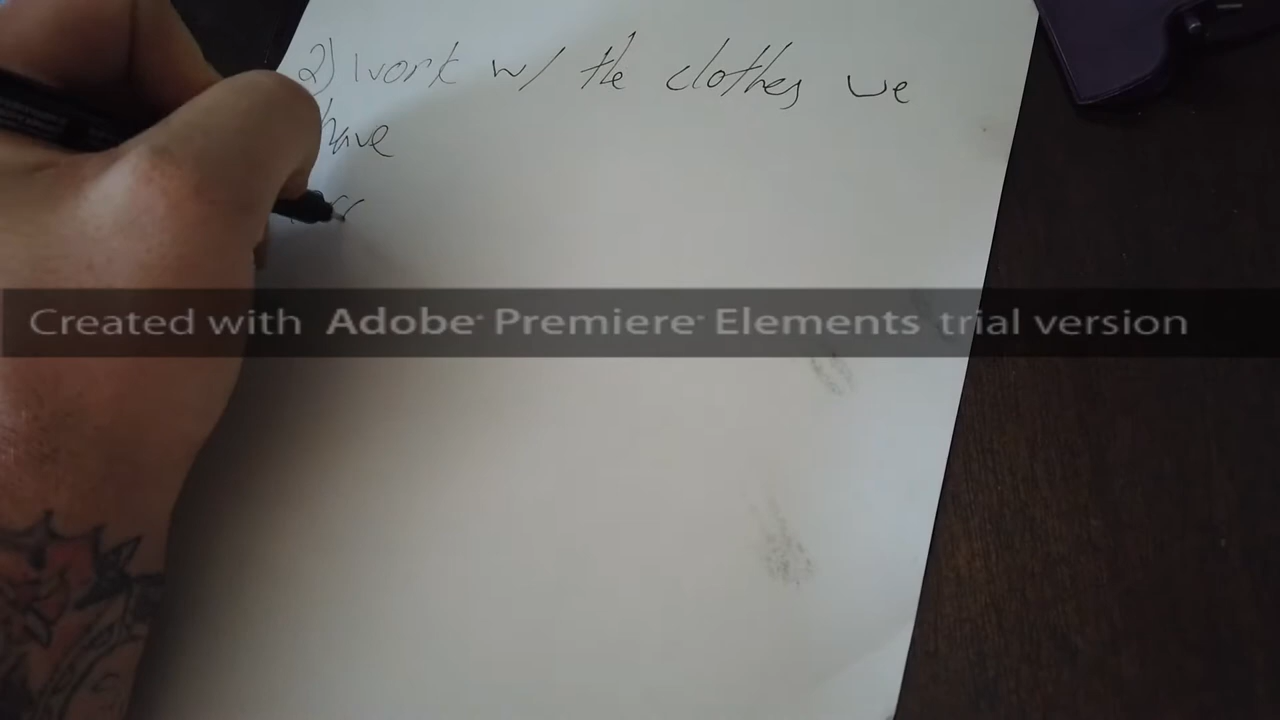 2) work w/ the clothes we
have
Created with Adobe Premiere Elements trial version